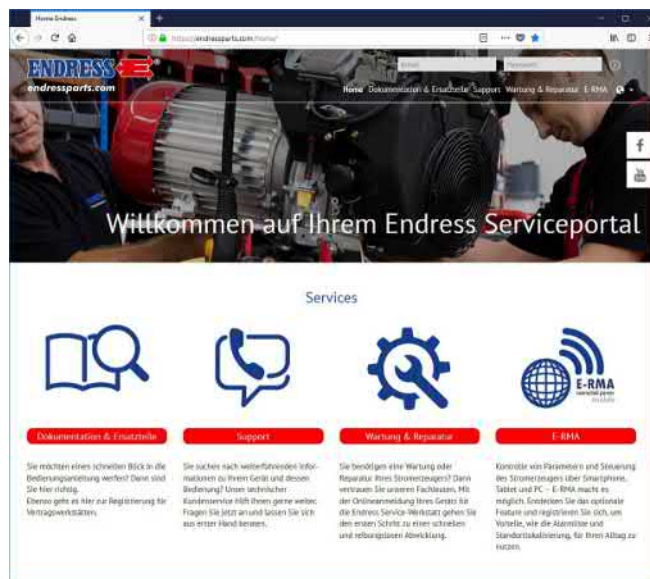 Home Endress
https://endressparts.com/home/
ENDRESS
endressparts.com
Home Dokumentation & Ersatzteile Support Wartung & Reparatur E-RMA
Willkommen auf Ihrem Endress Serviceportal
Services
E-RMA
mobile
Dokumentation & Ersatzteile
Support
Wartung & Reparatur
E-RMA
Sie möchten einen schnellen Blick in die
Bedienungsanleitung werfen? Dann sind
Sie hier richtig.
Ebenso geht es hier zur Registrierung für
Vertragswerkstätten.
Sie suchen nach weiterführenden Infor-
mationen zu Ihrem Gerät und dessen
Bedienung? Unser technischer
Kundenservice hilft Ihnen gerne weiter.
Fragen Sie jetzt an und lassen Sie sich
aus erster Hand beraten.
Sie benötigen eine Wartung oder
Reparatur Ihres Stromerzeugers? Dann
vertrauen Sie unseren Fachleuten. Mit
der Onlineanmeldung Ihres Geräts für
die Endress Service-Werkstatt gehen Sie
den ersten Schritt zu einer schnellen
und reibungslosen Abwicklung.
Kontrolle von Parametern und Steuerung
des Stromerzeugers über Smartphone,
Tablet und PC – E-RMA macht es
möglich. Entdecken Sie das optionale
Feature und registrieren Sie sich, um
Vorteile, wie die Alarmliste und
Standortlokalisierung, für Ihren Alltag zu
nutzen.